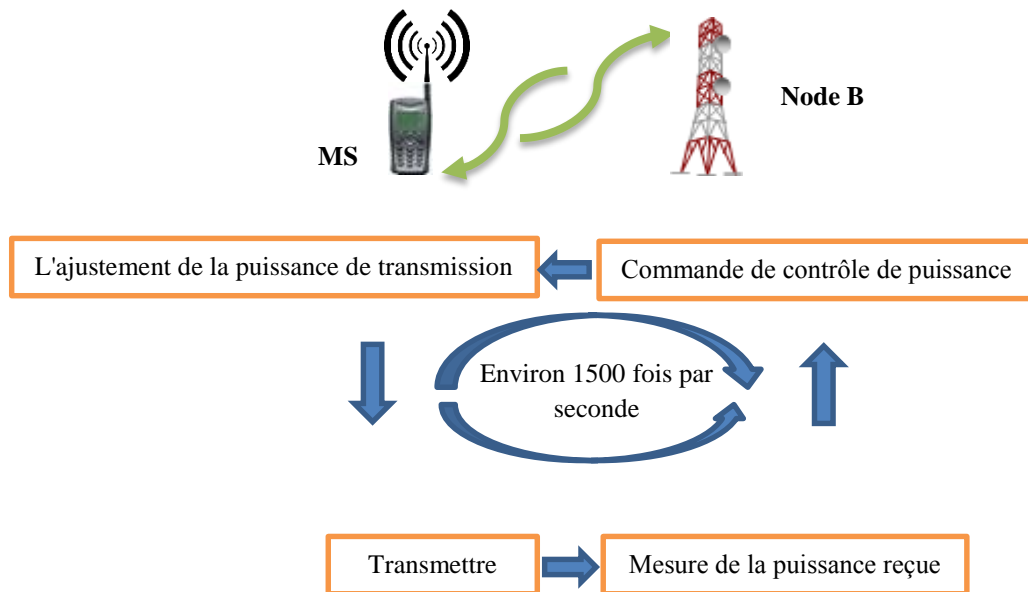 MS
Node B
L'ajustement de la puissance de transmission
Commande de contrôle de puissance
Environ 1500 fois par
seconde
Transmettre
Mesure de la puissance reçue